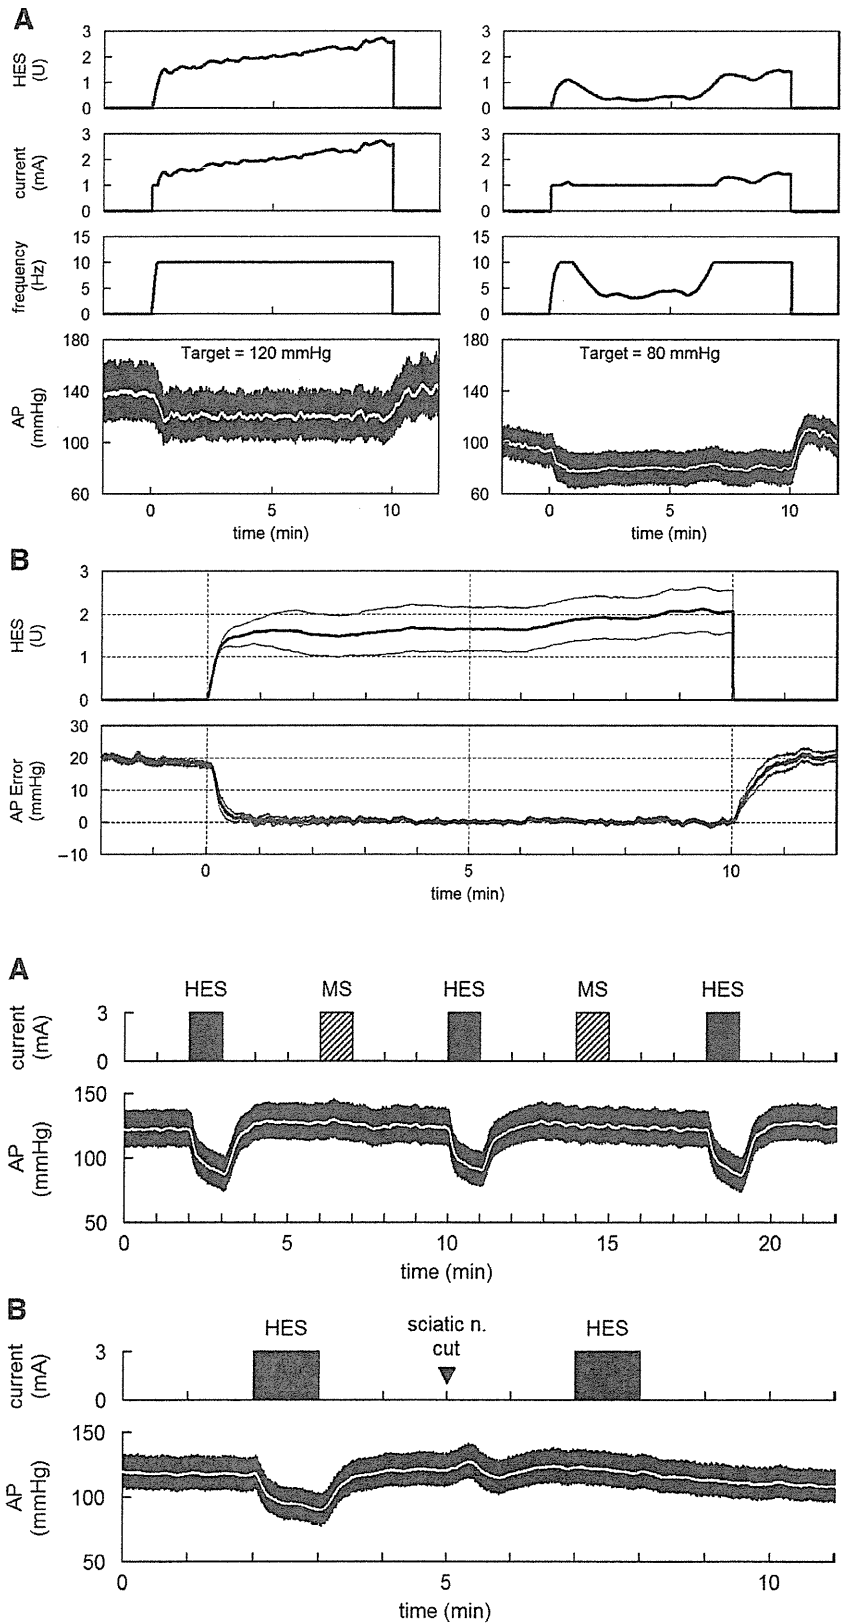 A
HES
(U)
3
2
1
0
3
2
1
0
current
(mA)
3
2
1
0
3
2
1
0
frequency
(Hz)
15
10
5
0
15
10
5
0
AP
(mmHg)
180
140
100
60
Target = 120 mmHg
180
140
100
60
Target = 80 mmHg
0 5 10
time (min)
0 5 10
time (min)
B
HES
(U)
3
2
1
0
AP Error
(mmHg)
30
20
10
0
−10
0 5 10
time (min)
A
HES MS HES MS HES
current
(mA)
3
0
AP
(mmHg)
150
100
50
0 5 10 15 20
time (min)
B
HES
sciatic n.
cut
HES
current
(mA)
3
0
AP
(mmHg)
150
100
50
0 5 10
time (min)